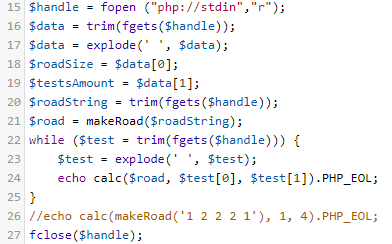 15 $handle = fopen ("php://stdin","r");
16 $data = trim(fgets($handle));
17 $data = explode(' ', $data);
18 $roadSize = $data[0];
19 $testsAmount = $data[1];
20 $roadString = trim(fgets($handle));
21 $road = makeRoad($roadString);
22 while ($test = trim(fgets($handle))) {
23     $test = explode(' ', $test);
24     echo calc($road, $test[0], $test[1]).PHP_EOL;
25 }
26 //echo calc(makeRoad('1 2 2 2 1'), 1, 4).PHP_EOL;
27 fclose($handle);